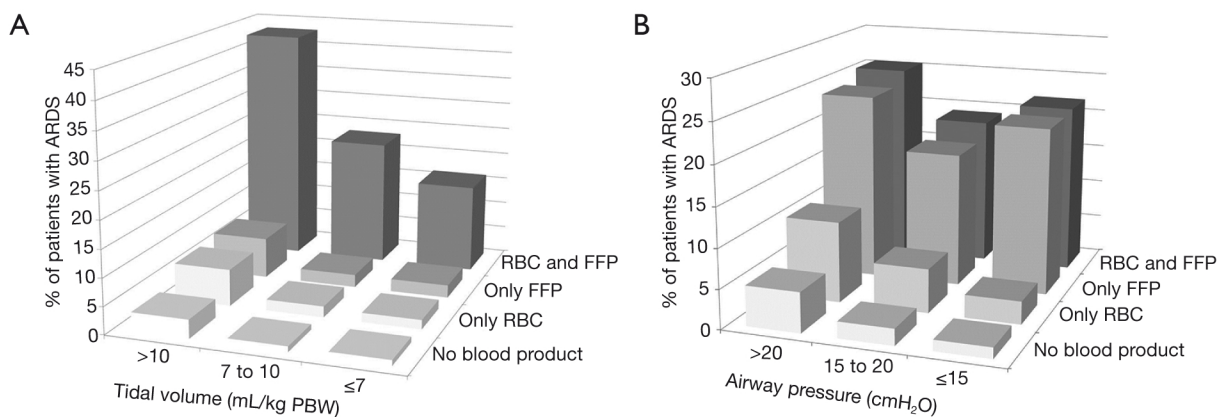 A
% of patients with ARDS
45
40
35
30
25
20
15
10
5
0
>10
7 to 10
≤7
Tidal volume (mL/kg PBW)
RBC and FFP
Only FFP
Only RBC
No blood product
B
% of patients with ARDS
30
25
20
15
10
5
0
>20
15 to 20
≤15
Airway pressure (cmH₂O)
RBC and FFP
Only FFP
Only RBC
No blood product